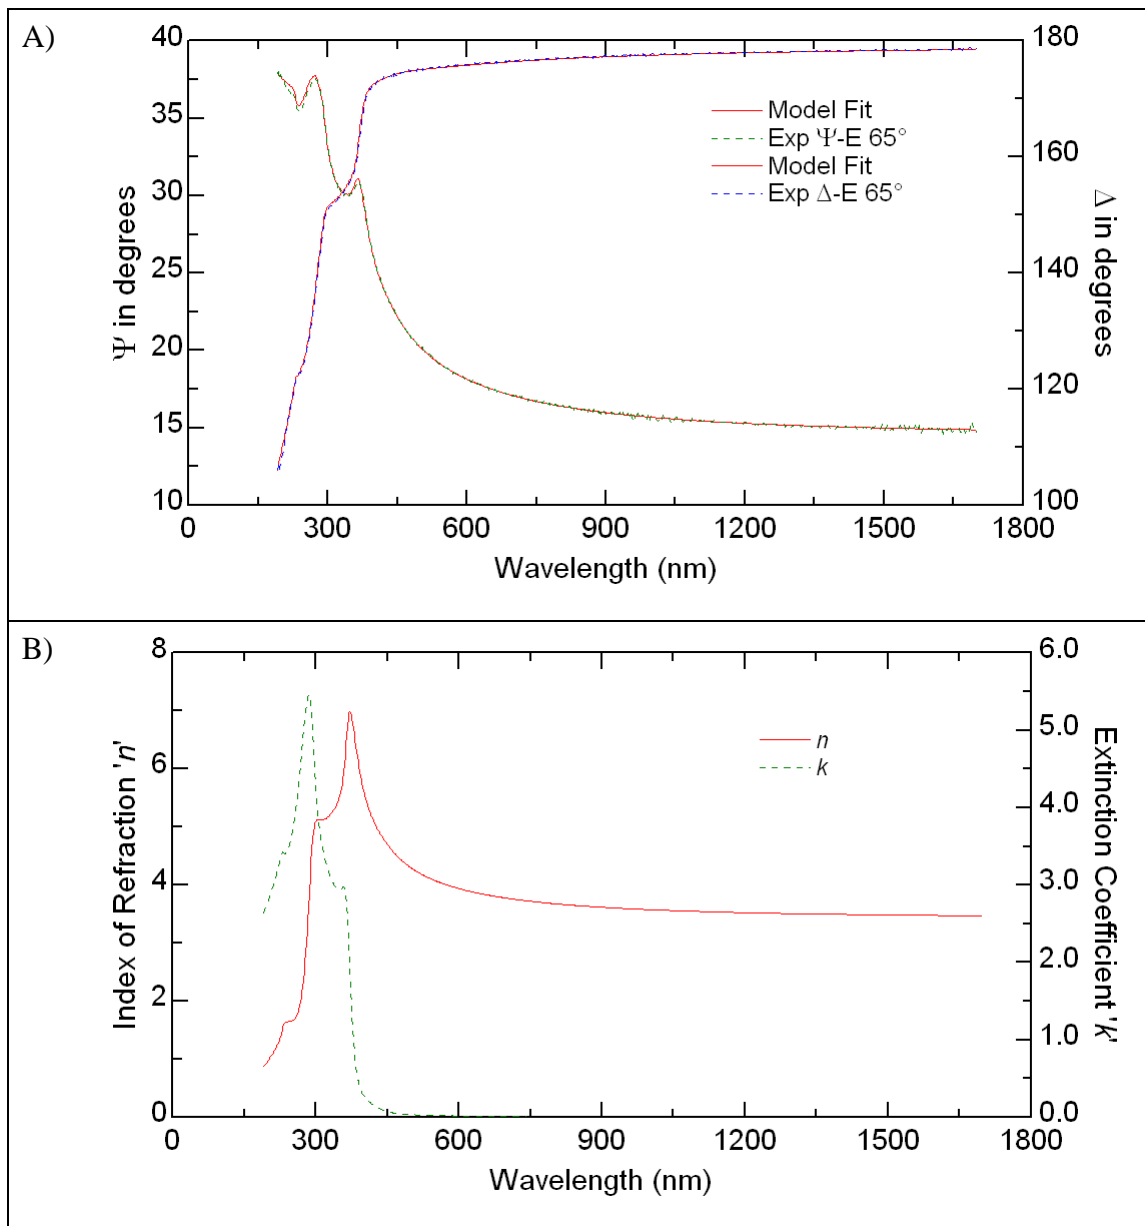 A)
40
35
30
25
20
15
10
Ψ in degrees
180
160
140
120
100
Δ in degrees
Model Fit
Exp Ψ-E 65°
Model Fit
Exp Δ-E 65°
0 300 600 900 1200 1500 1800
Wavelength (nm)
B)
8
6
4
2
0
Index of Refraction 'n'
6.0
5.0
4.0
3.0
2.0
1.0
0.0
Extinction Coefficient 'k'
n
k
0 300 600 900 1200 1500 1800
Wavelength (nm)